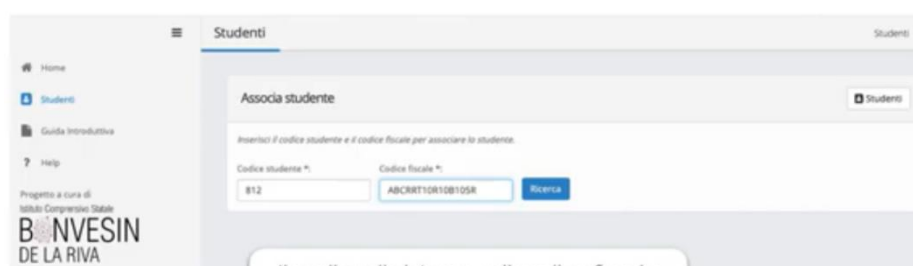 Studenti
Studenti
Home
Studenti
Guida Introduttiva
? Help
Progetto a cura di
Istituto Comprensivo Statale
BONVESIN
DE LA RIVA
Associa studente
Studenti
Inserisci il codice studente e il codice fiscale per associare lo studente.
Codice studente *:
Codice fiscale *:
812
ABCRRT10R10B105R
Ricerca